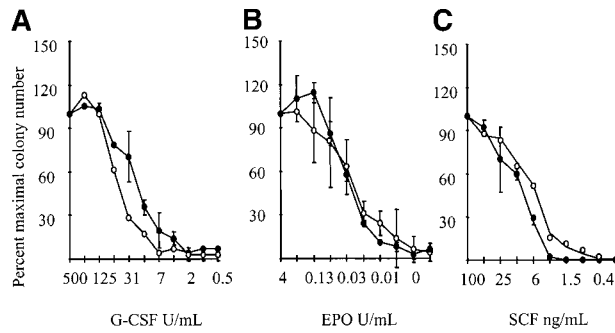 A
B
C
Percent maximal colony number
150
120
90
60
30
500 125 31 7 2 0.5
G-CSF U/mL
150
120
90
60
30
4 0.13 0.03 0.01 0
EPO U/mL
150
120
90
60
30
100 25 6 1.5 0.4
SCF ng/mL